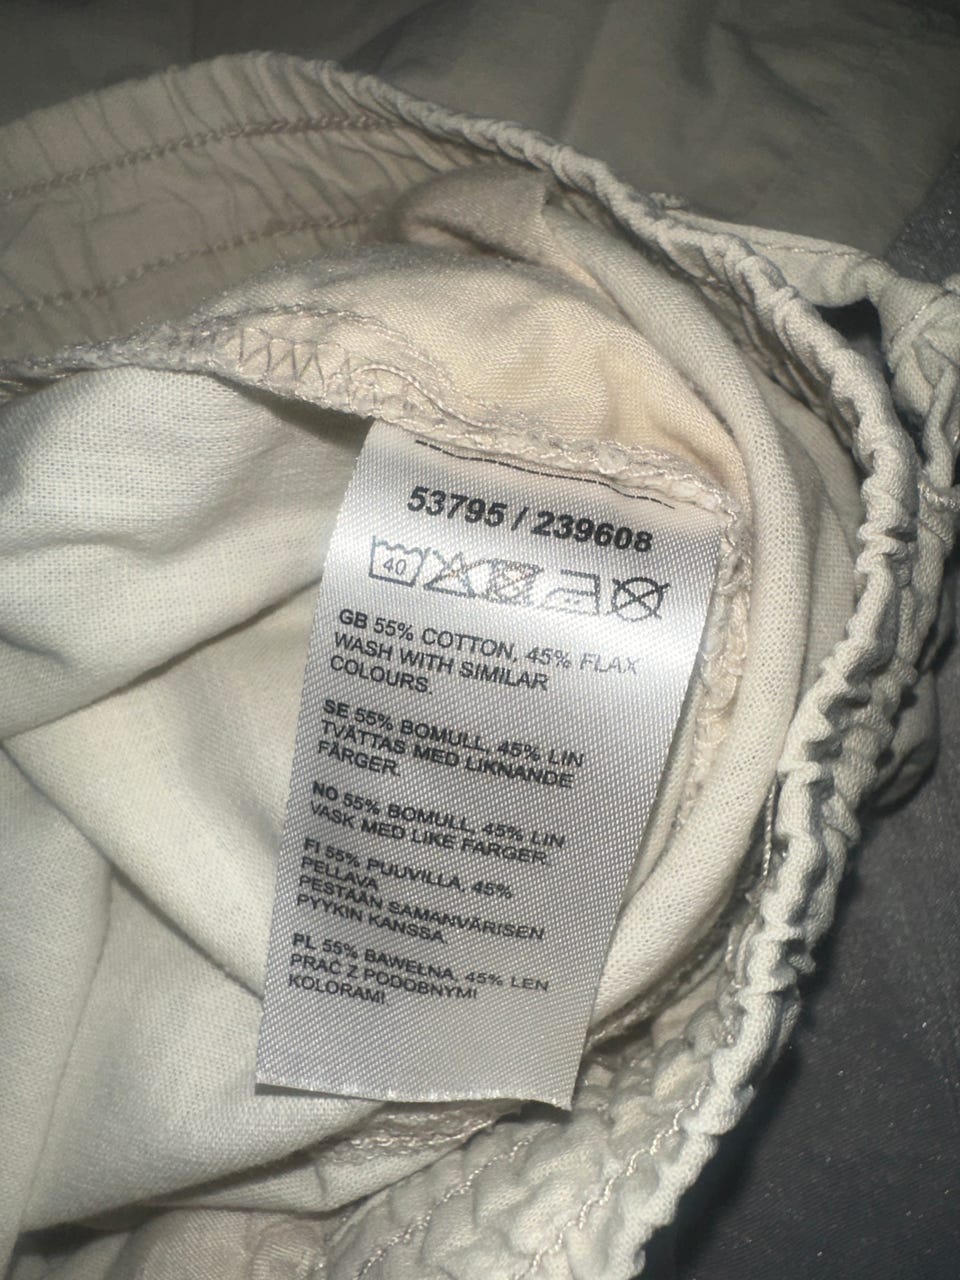 53795 / 239608
40
GB 55% COTTON, 45% FLAX
WASH WITH SIMILAR
COLOURS.
SE 55% BOMULL, 45% LIN
TVÄTTAS MED LIKNANDE
FÄRGER.
NO 55% BOMULL, 45% LIN
VASK MED LIKE FARGER.
FI 55% PUUVILLA, 45%
PELLAVA
PESTÄÄN SAMANVÄRISEN
PYYKIN KANSSA.
PL 55% BAWEŁNA, 45% LEN
PRAĆ Z PODOBNYMI
KOLORAMI